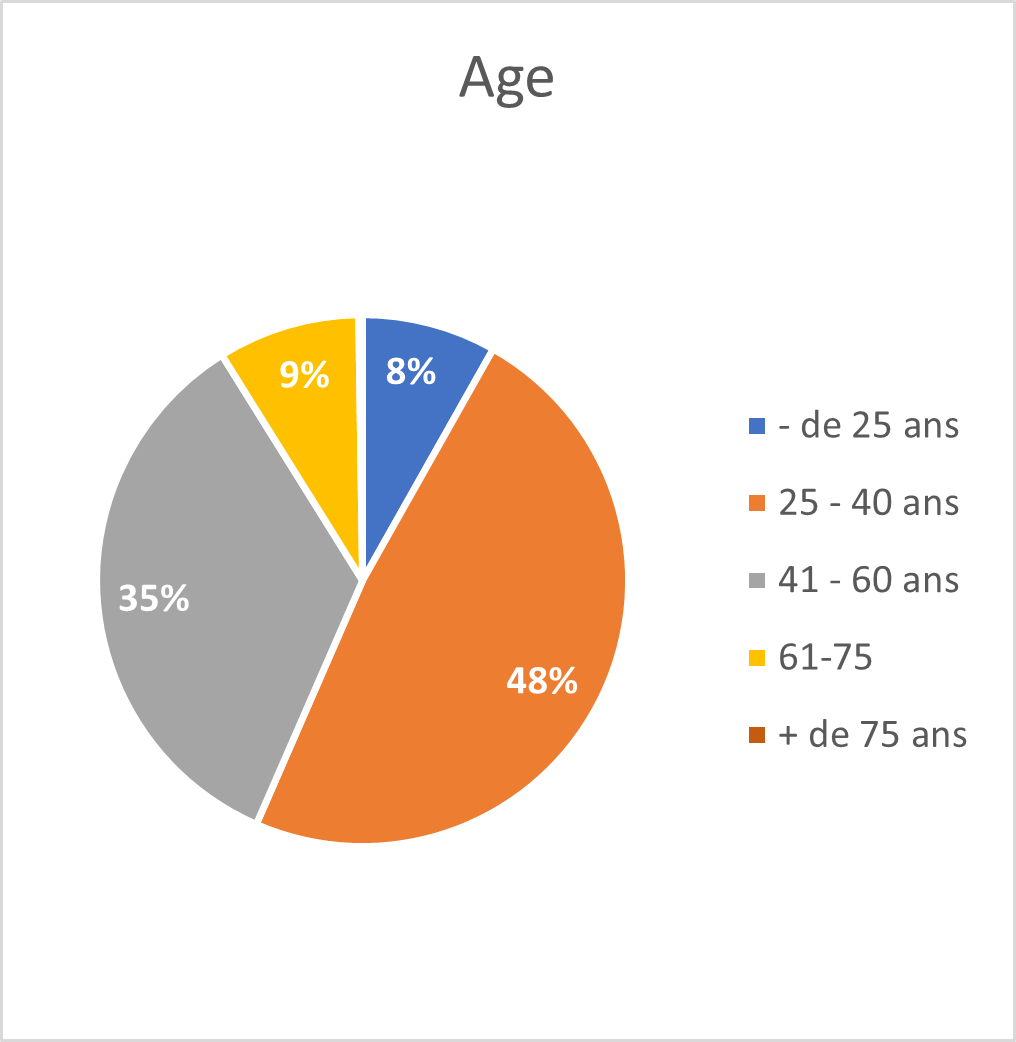 Age
9%
8%
35%
48%
- de 25 ans
25 - 40 ans
41 - 60 ans
61-75
+ de 75 ans